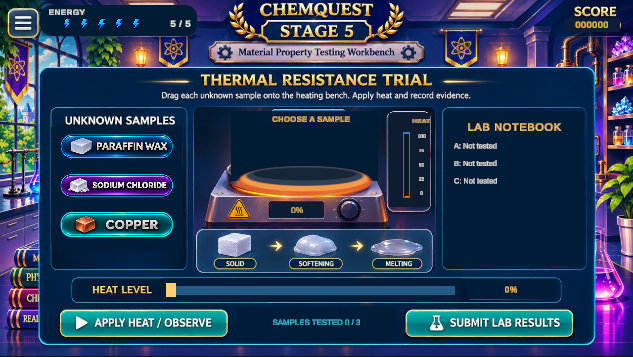 ENERGY
5 / 5
CHEMQUEST
STAGE 5
Material Property Testing Workbench
SCORE
000000
THERMAL RESISTANCE TRIAL
Drag each unknown sample onto the heating bench. Apply heat and record evidence.
UNKNOWN SAMPLES
PARAFFIN WAX
SODIUM CHLORIDE
COPPER
CHOOSE A SAMPLE
HEAT
100
75
50
25
0
0%
SOLID
SOFTENING
MELTING
LAB NOTEBOOK
A: Not tested
B: Not tested
C: Not tested
HEAT LEVEL
0%
APPLY HEAT / OBSERVE
SAMPLES TESTED 0 / 3
SUBMIT LAB RESULTS